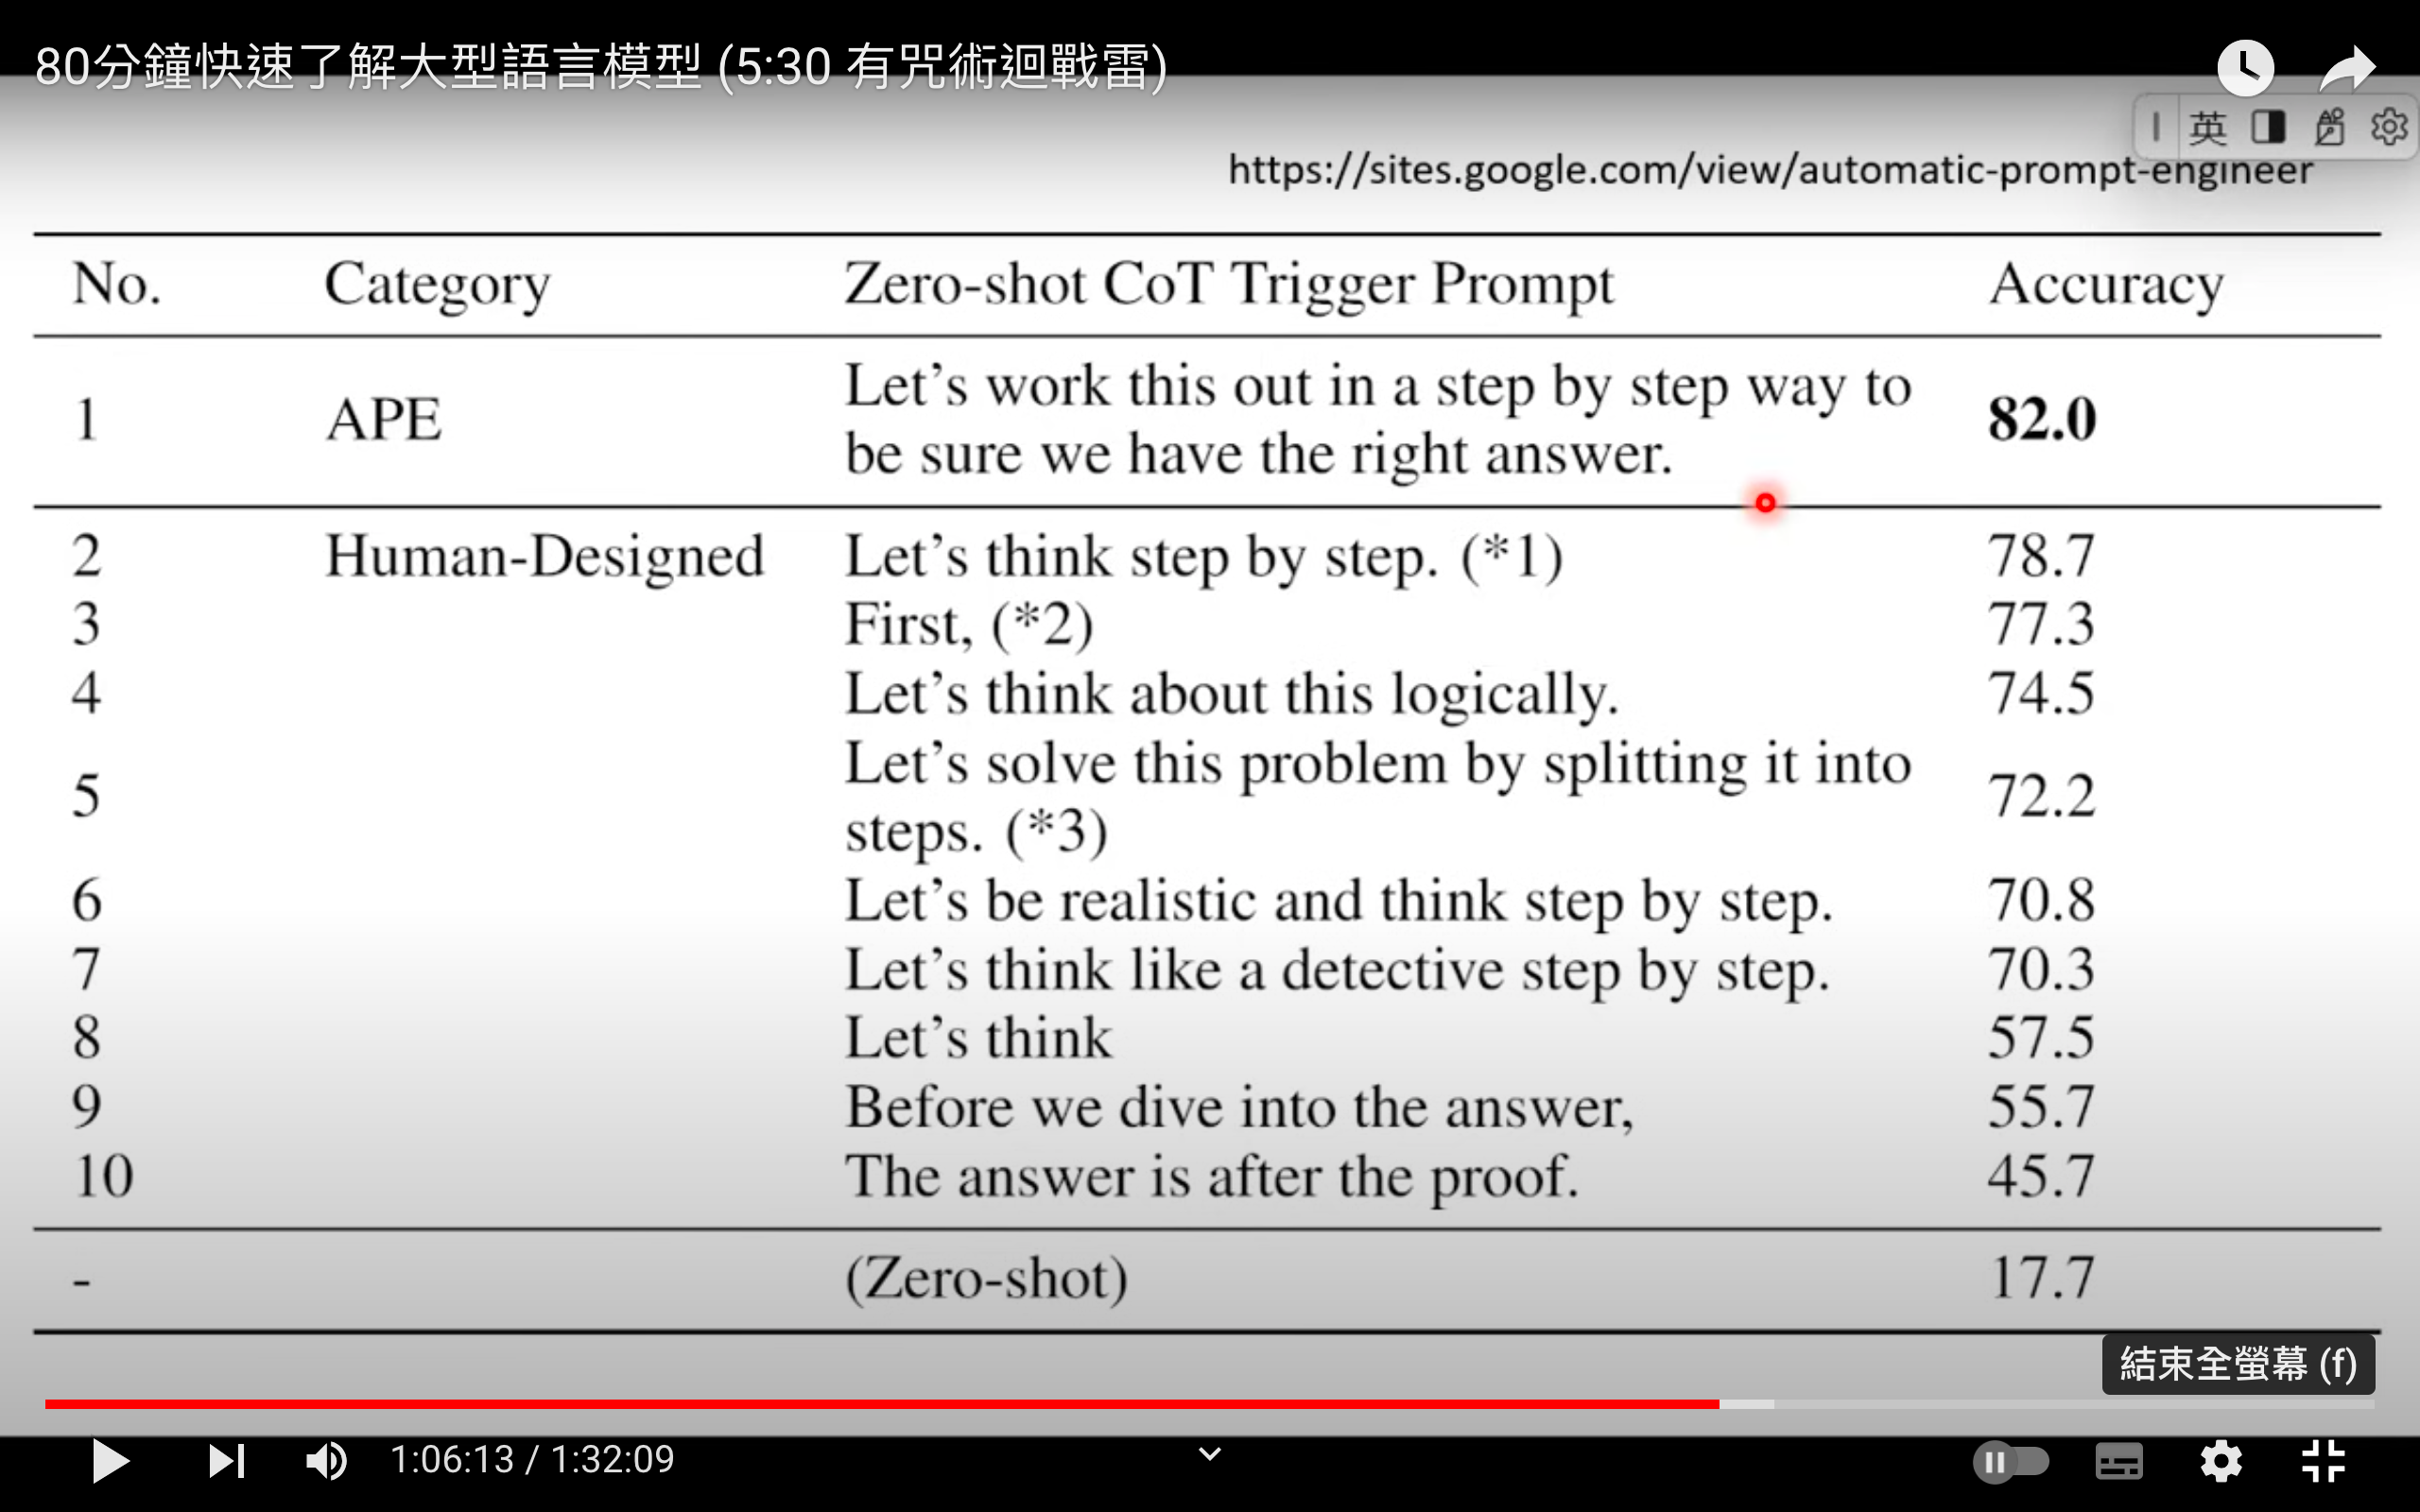 80分鐘快速了解大型語言模型 (5:30 有咒術迴戰雷)
英
https://sites.google.com/view/automatic-prompt-engineer
No. Category Zero-shot CoT Trigger Prompt Accuracy
1 APE Let’s work this out in a step by step way to
be sure we have the right answer. 82.0
2 Human-Designed Let’s think step by step. (*1) 78.7
3 First, (*2) 77.3
4 Let’s think about this logically. 74.5
5 Let’s solve this problem by splitting it into
steps. (*3) 72.2
6 Let’s be realistic and think step by step. 70.8
7 Let’s think like a detective step by step. 70.3
8 Let’s think 57.5
9 Before we dive into the answer, 55.7
10 The answer is after the proof. 45.7
- (Zero-shot) 17.7
結束全螢幕 (f)
1:06:13 / 1:32:09